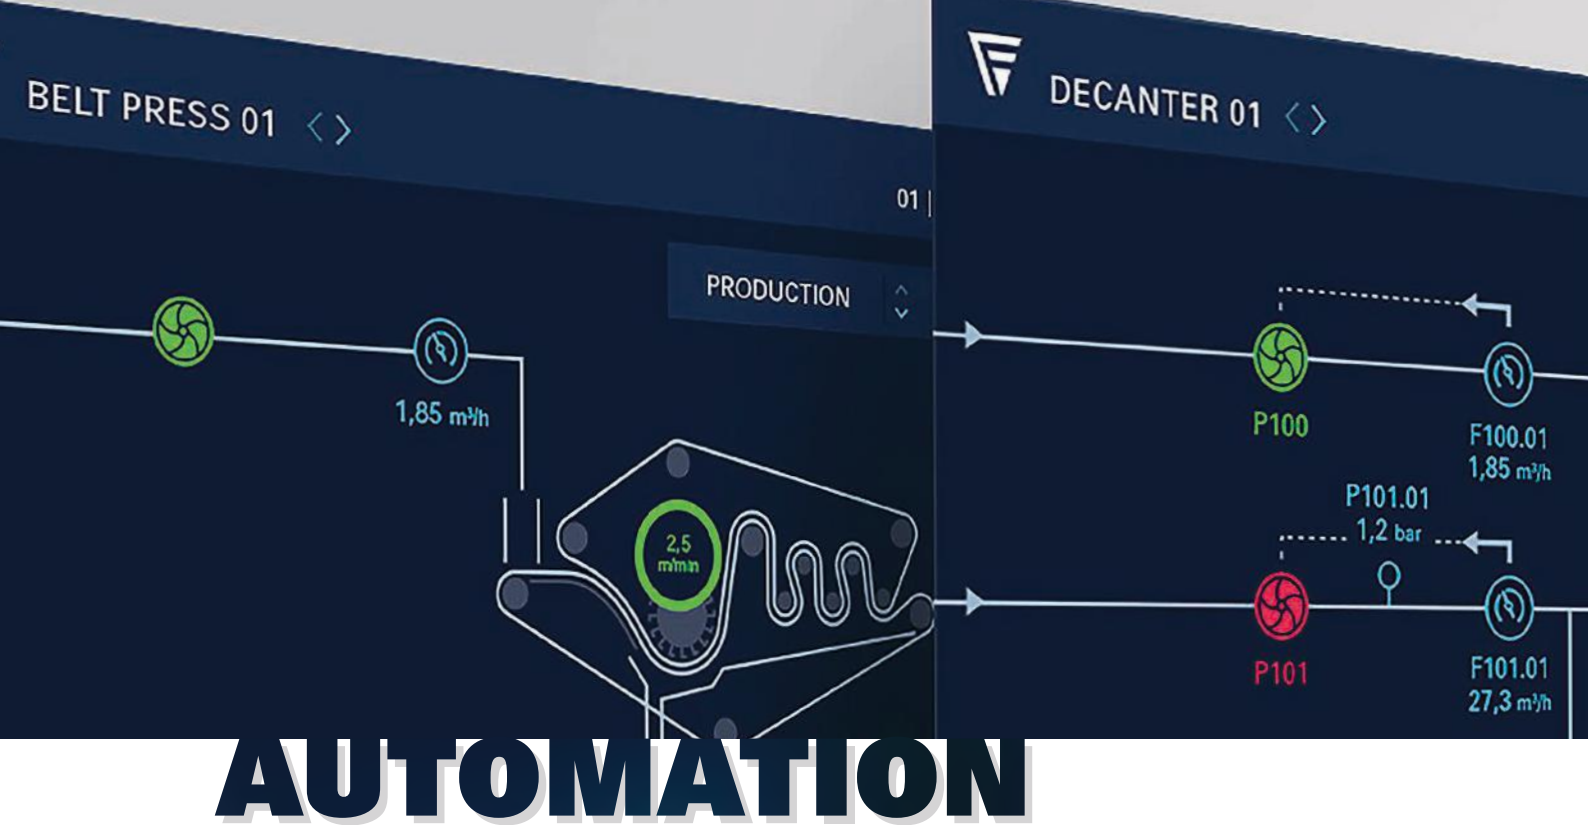 BELT PRESS 01 < >
01 |
PRODUCTION
1,85 m³/h
2,5
m/min
DECANTER 01 < >
P100
F100.01
1,85 m³/h
P101.01
1,2 bar
P101
F101.01
27,3 m³/h
AUTOMATION